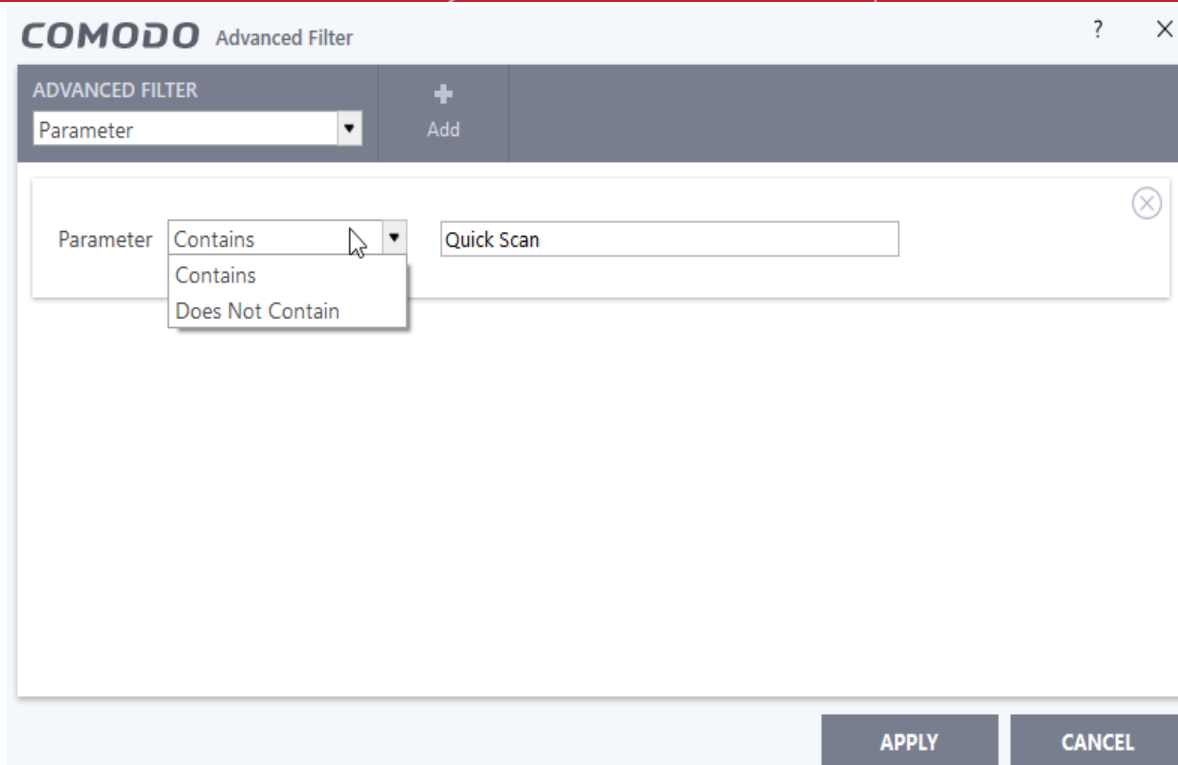 COMODO Advanced Filter ?
ADVANCED FILTER
Parameter
Add
Parameter Contains Quick Scan
Contains
Does Not Contain
APPLY CANCEL